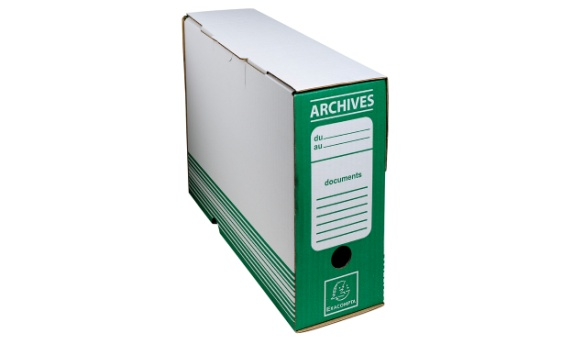 ARCHIVES
du
au
documents
EXACOMPTA